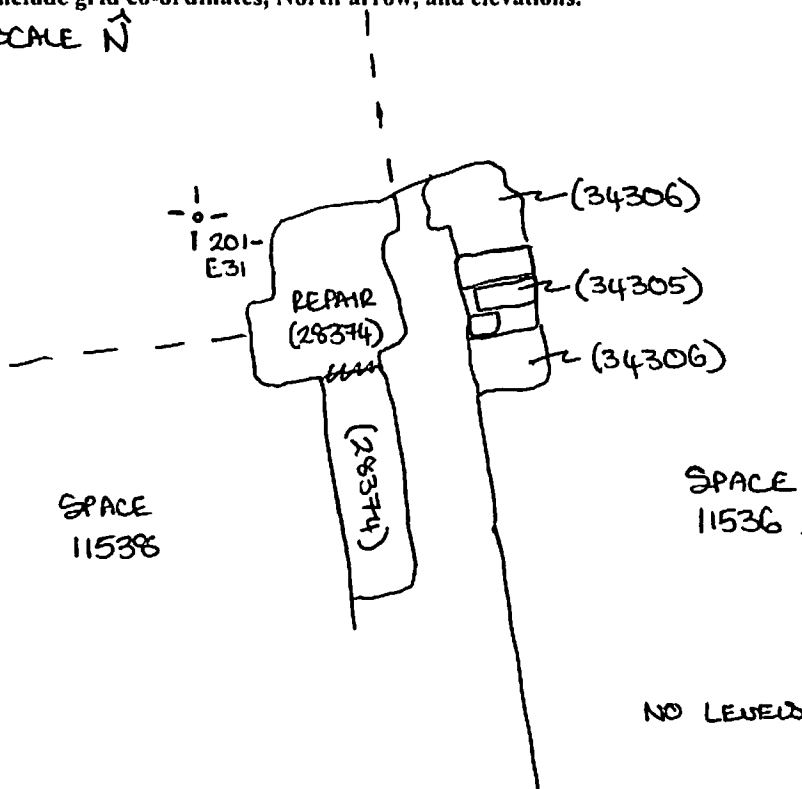 include grid co-ordinates, North arrow, and elevations.
SCALE N
(34306)
201-
E31
(34305)
REPAIR
(28374)
(34306)
(28374)
SPACE
11538
SPACE
11536
NO LEVELS